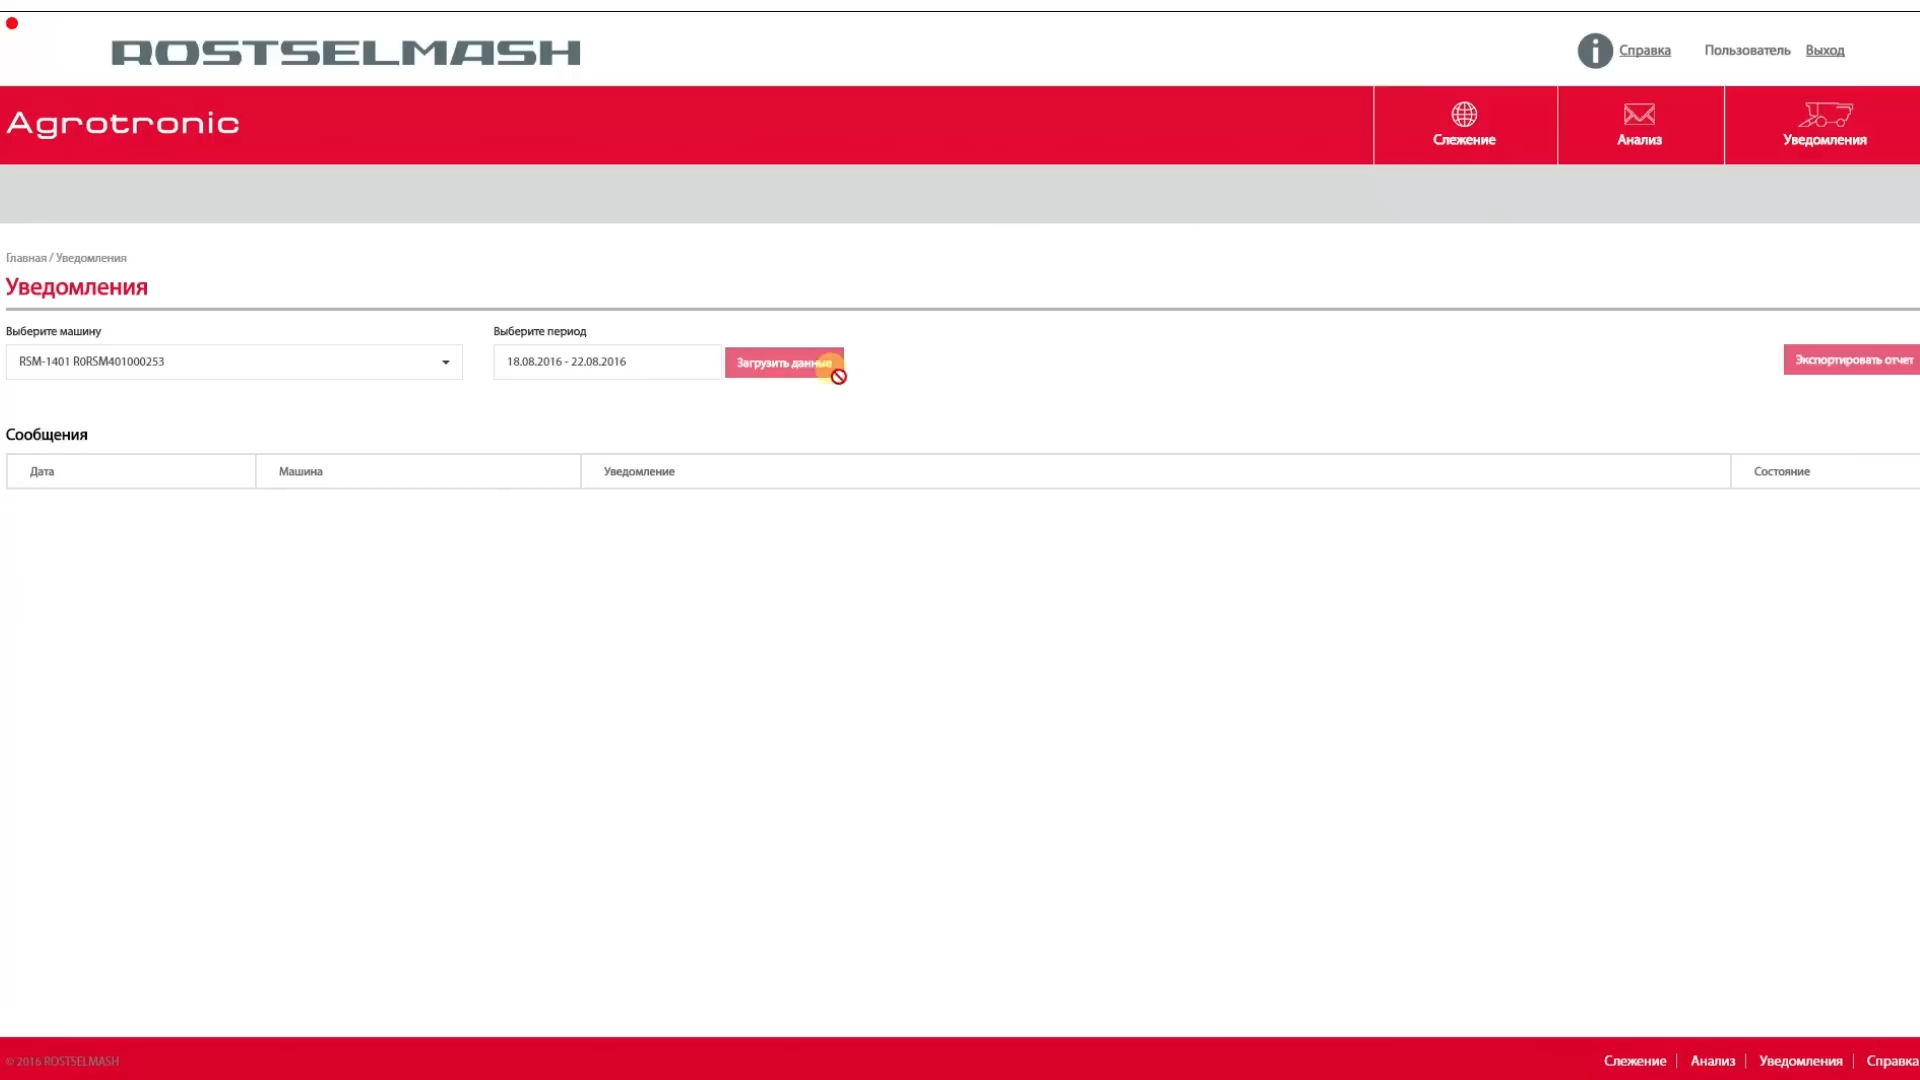 ROSTSELMASH
Справка
Пользователь
Выход
Agrotronic
Слежение
Анализ
Уведомления
Главная / Уведомления
Уведомления
Выберите машину
Выберите период
RSM-1401 R0RSM401000253
18.08.2016 - 22.08.2016
Загрузить данные
Экспортировать отчет
Сообщения
Дата
Машина
Уведомление
Состояние
© 2016 ROSTSELMASH
Слежение
Анализ
Уведомления
Справка